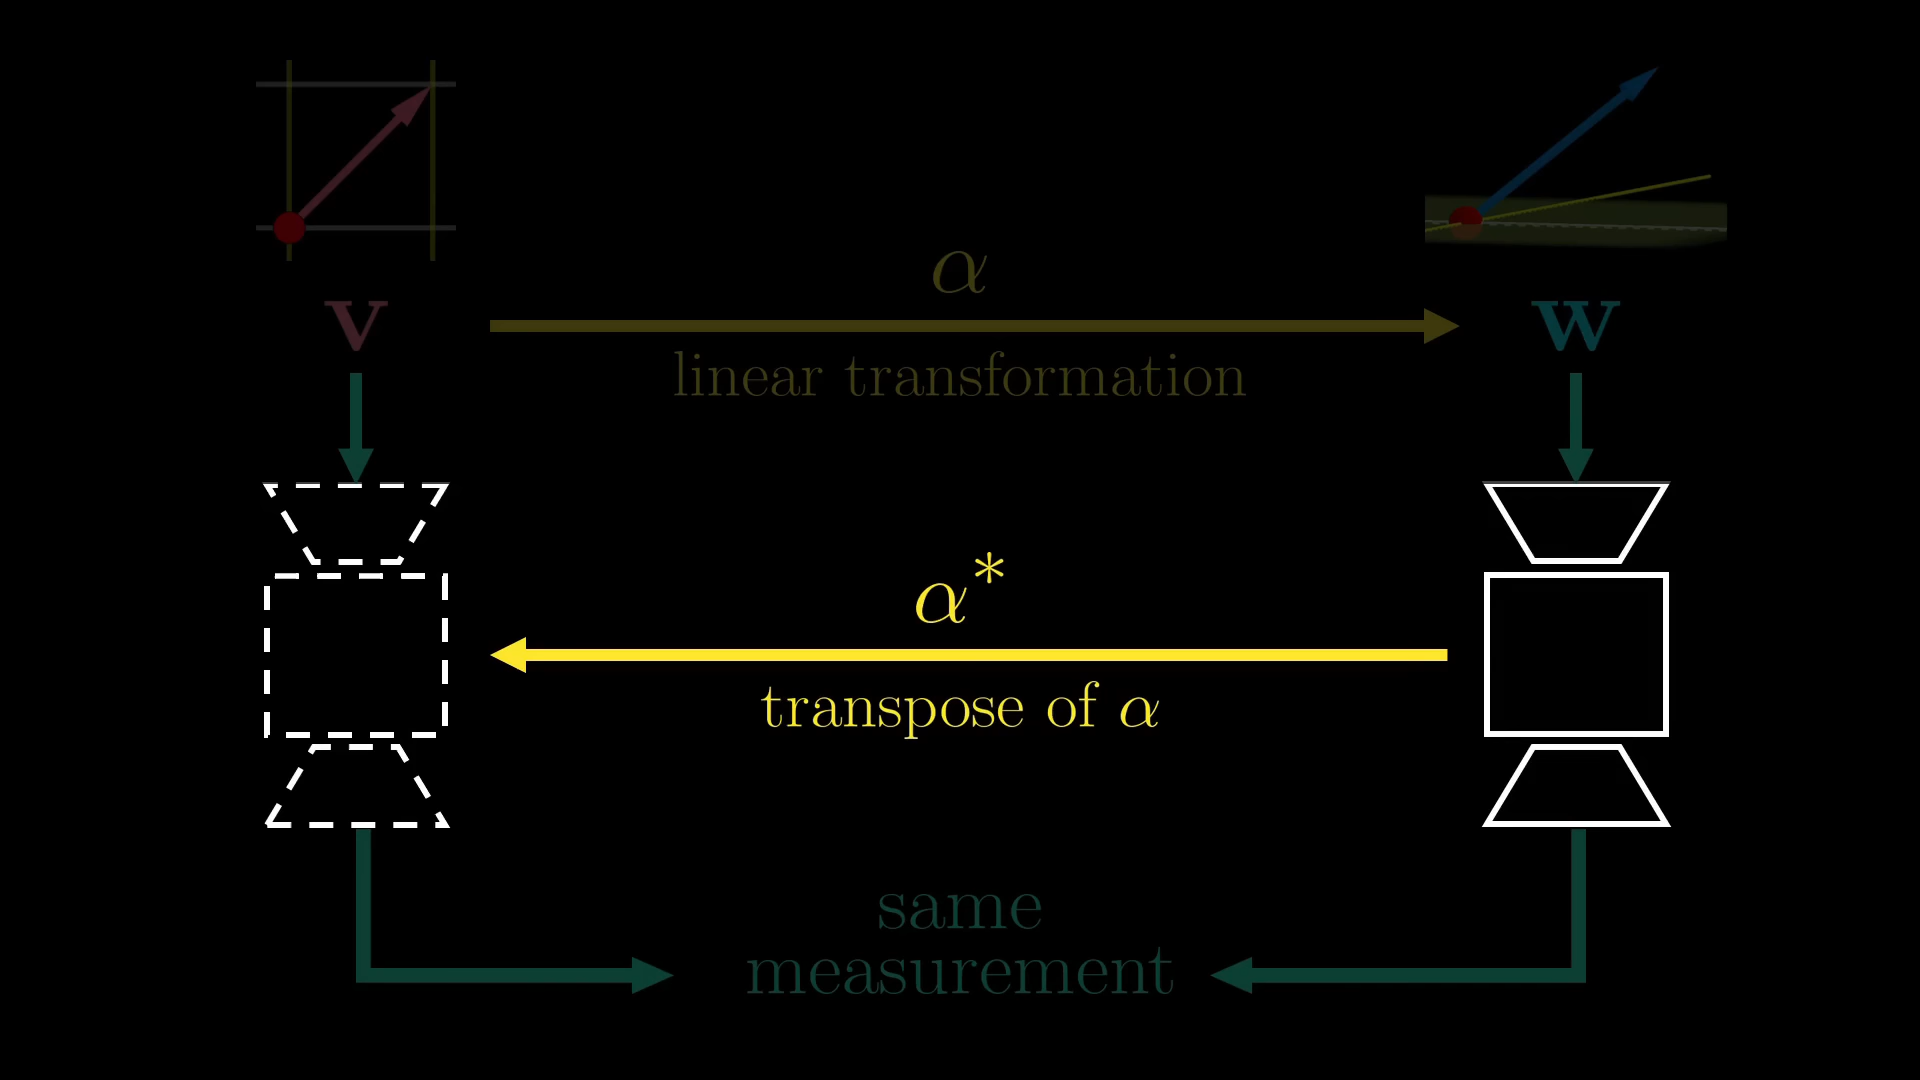 α
v
w
linear transformation
α*
transpose of α
same
measurement